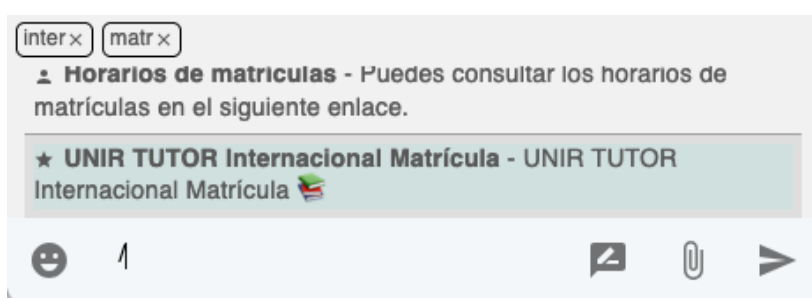 inter× matr×
Horarios de matrículas - Puedes consultar los horarios de
matrículas en el siguiente enlace.
★ UNIR TUTOR Internacional Matrícula - UNIR TUTOR
Internacional Matrícula 📚